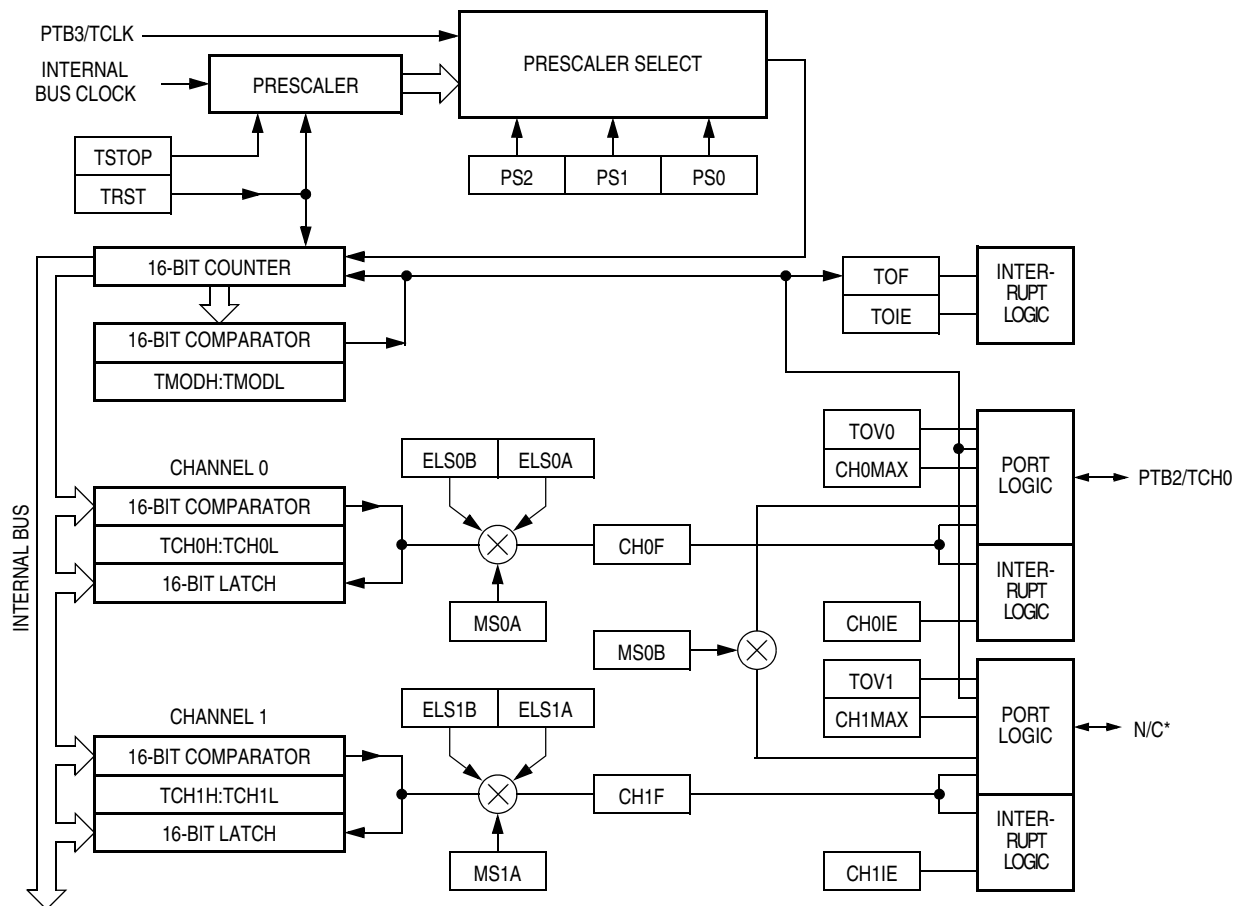 PTB3/TCLK
INTERNAL
BUS CLOCK
PRESCALER
PRESCALER SELECT
TSTOP
TRST
PS2
PS1
PS0
16-BIT COUNTER
16-BIT COMPARATOR
TMODH:TMODL
TOF
TOIE
INTER-
RUPT
LOGIC
INTERNAL BUS
CHANNEL 0
16-BIT COMPARATOR
TCH0H:TCH0L
16-BIT LATCH
ELS0B
ELS0A
MS0A
CH0F
TOV0
CH0MAX
PORT
LOGIC
PTB2/TCH0
INTER-
RUPT
LOGIC
CH0IE
MS0B
CHANNEL 1
16-BIT COMPARATOR
TCH1H:TCH1L
16-BIT LATCH
ELS1B
ELS1A
MS1A
CH1F
TOV1
CH1MAX
PORT
LOGIC
N/C*
INTER-
RUPT
LOGIC
CH1IE